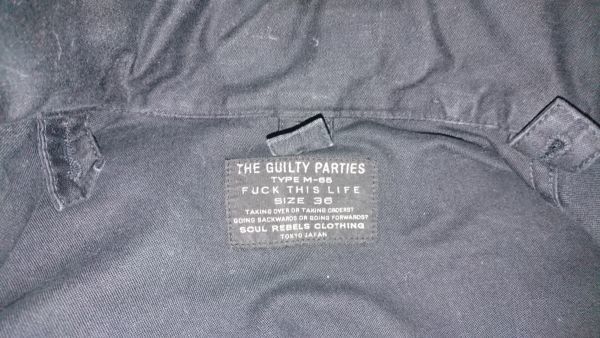 THE GUILTY PARTIES
TYPE M-65
FUCK THIS LIFE
SIZE 36
TAKING OVER OR TAKING ORDERS?
GOING BACKWARDS OR GOING FORWARDS?
SOUL REBELS CLOTHING
TOKYO JAPAN